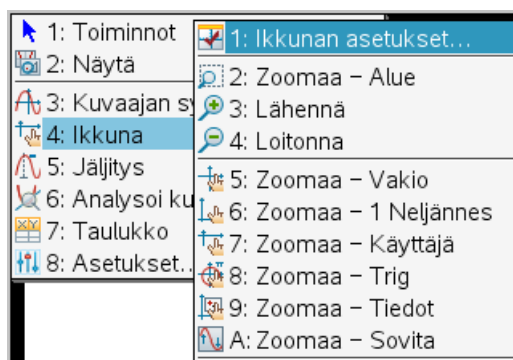 1: Toiminnot
2: Näytä
3: Kuvaajan sy
4: Ikkuna
5: Jäljitys
6: Analysoi ku
7: Taulukko
8: Asetukset...
1: Ikkunan asetukset...
2: Zoomaa – Alue
3: Lähennä
4: Loitonna
5: Zoomaa – Vakio
6: Zoomaa – 1 Neljännes
7: Zoomaa – Käyttäjä
8: Zoomaa – Trig
9: Zoomaa – Tiedot
A: Zoomaa – Sovita